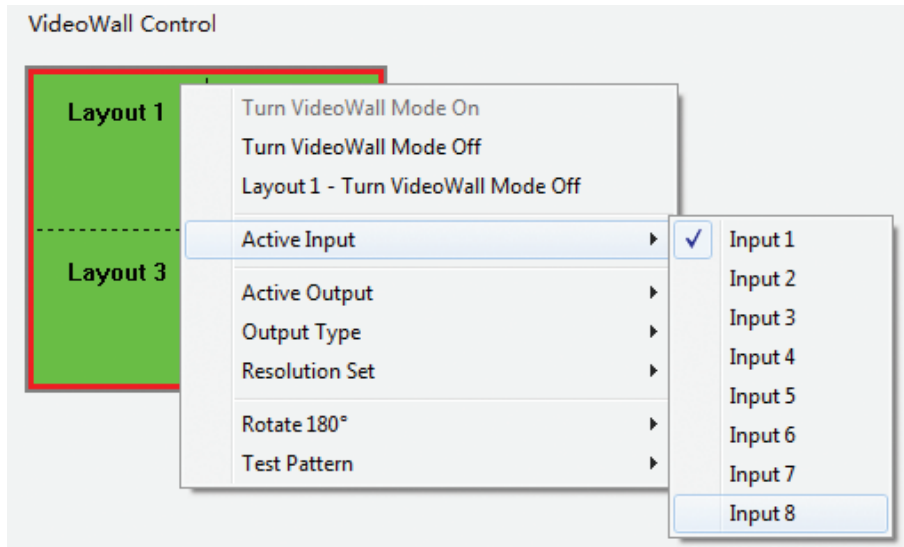 VideoWall Control
Layout 1
Layout 3
Turn VideoWall Mode On
Turn VideoWall Mode Off
Layout 1 - Turn VideoWall Mode Off
Active Input
Active Output
Output Type
Resolution Set
Rotate 180°
Test Pattern
Input 1
Input 2
Input 3
Input 4
Input 5
Input 6
Input 7
Input 8